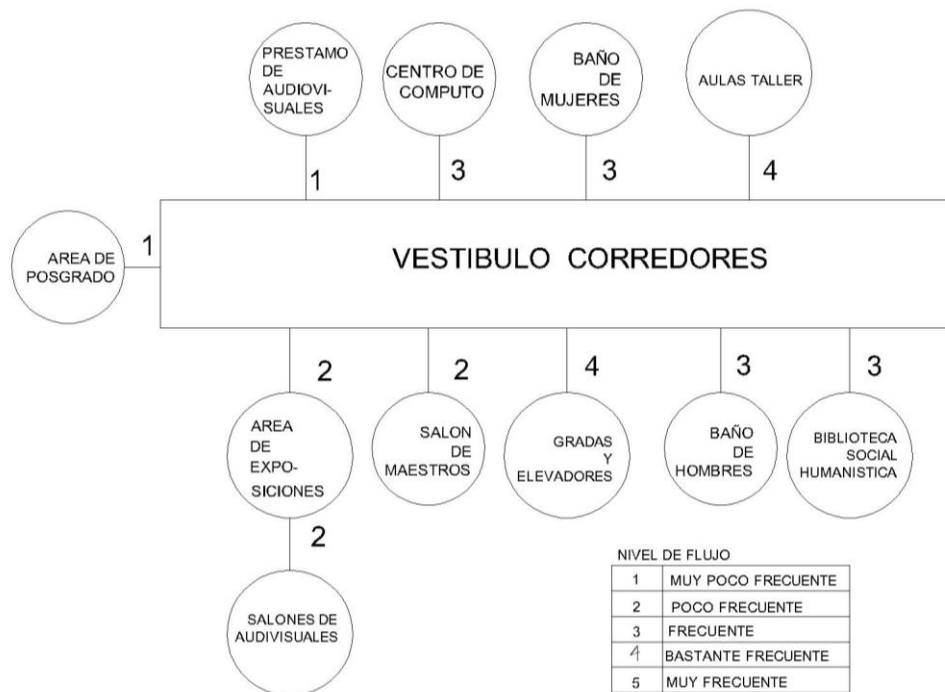 PRESTAMO
DE
AUDIOVI-
SUALES
CENTRO DE
COMPUTO
BAÑO
DE
MUJERES
AULAS TALLER
1
3
3
4
AREA DE
POSGRADO
1
VESTIBULO CORREDORES
2
2
4
3
3
AREA
DE
EXPO-
SICIONES
SALON
DE
MAESTROS
GRADAS
Y
ELEVADORES
BAÑO
DE
HOMBRES
BIBLIOTECA
SOCIAL
HUMANISTICA
2
SALONES DE
AUDIVISUALES
NIVEL DE FLUJO
1 MUY POCO FRECUENTE
2 POCO FRECUENTE
3 FRECUENTE
4 BASTANTE FRECUENTE
5 MUY FRECUENTE